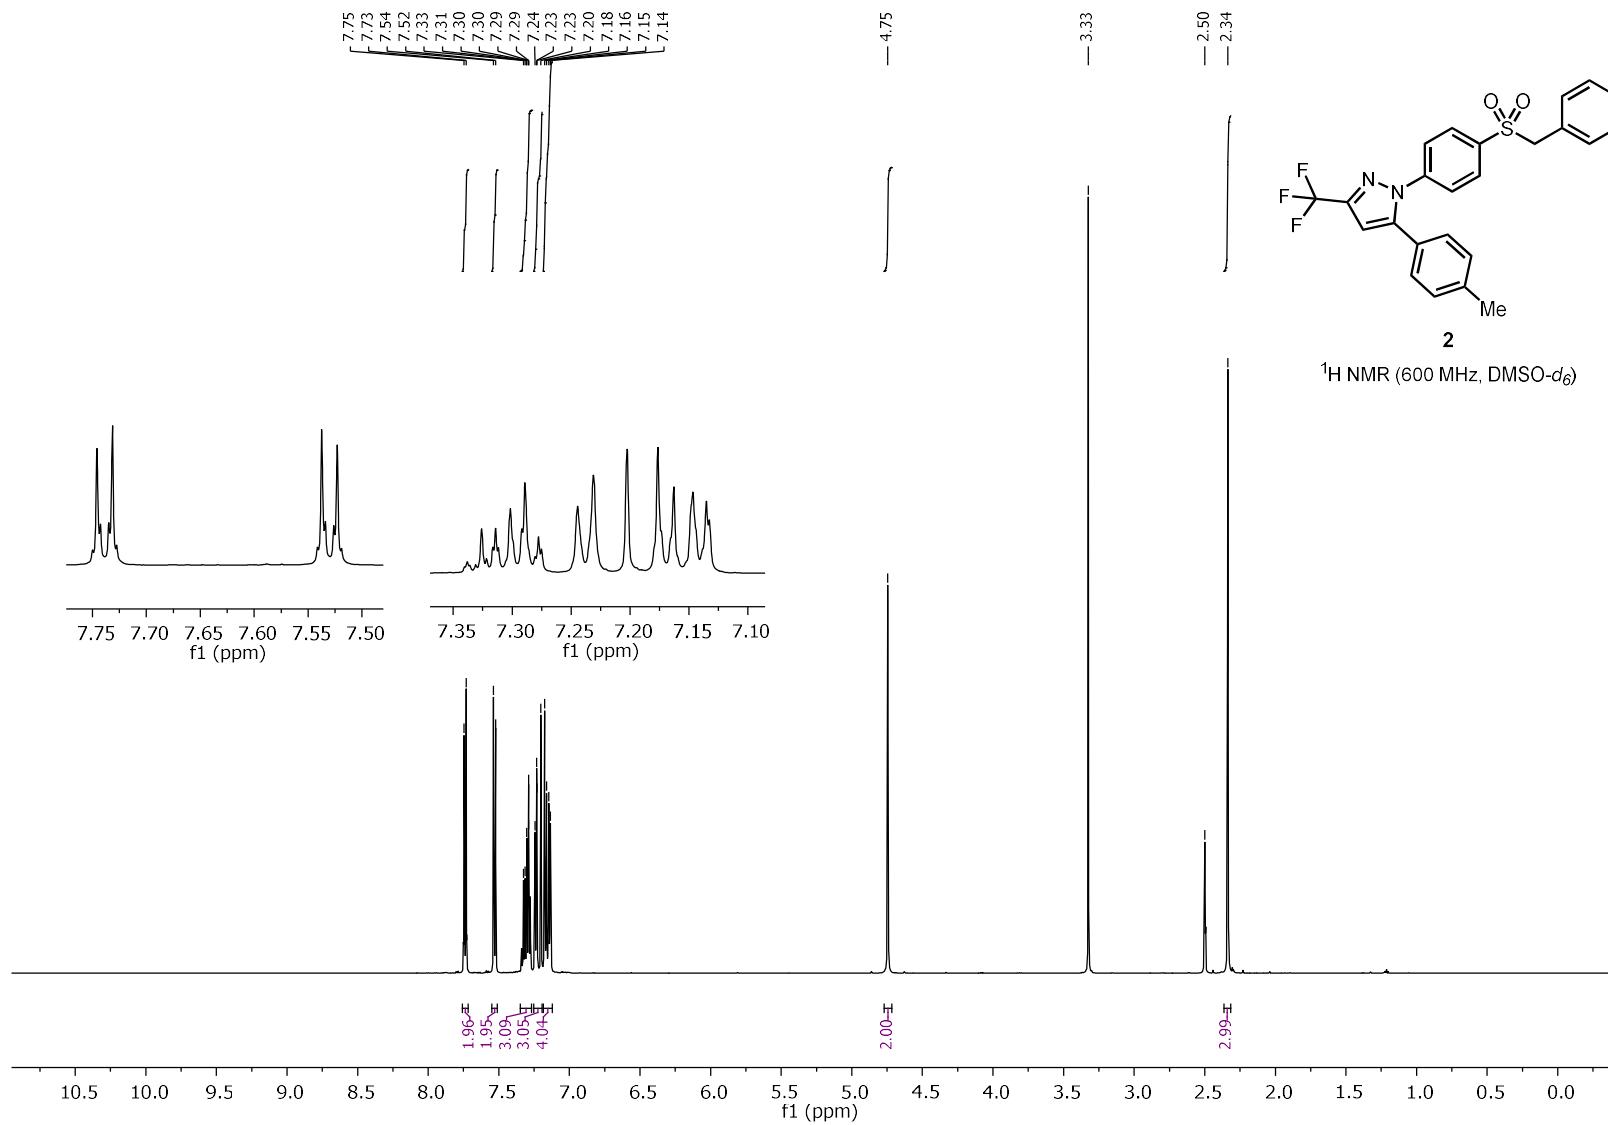 7.75
7.73
7.54
7.52
7.33
7.31
7.30
7.30
7.29
7.29
7.24
7.23
7.23
7.20
7.18
7.16
7.15
7.14
4.75
3.33
2.50
2.34
O O
S
F
F
F
N
N
Me
2
¹H NMR (600 MHz, DMSO-d₆)
7.75 7.70 7.65 7.60 7.55 7.50
f1 (ppm)
7.35 7.30 7.25 7.20 7.15 7.10
f1 (ppm)
1.96
1.95
3.09
3.05
4.04
2.00
2.99
10.5 10.0 9.5 9.0 8.5 8.0 7.5 7.0 6.5 6.0 5.5 5.0 4.5 4.0 3.5 3.0 2.5 2.0 1.5 1.0 0.5 0.0
f1 (ppm)